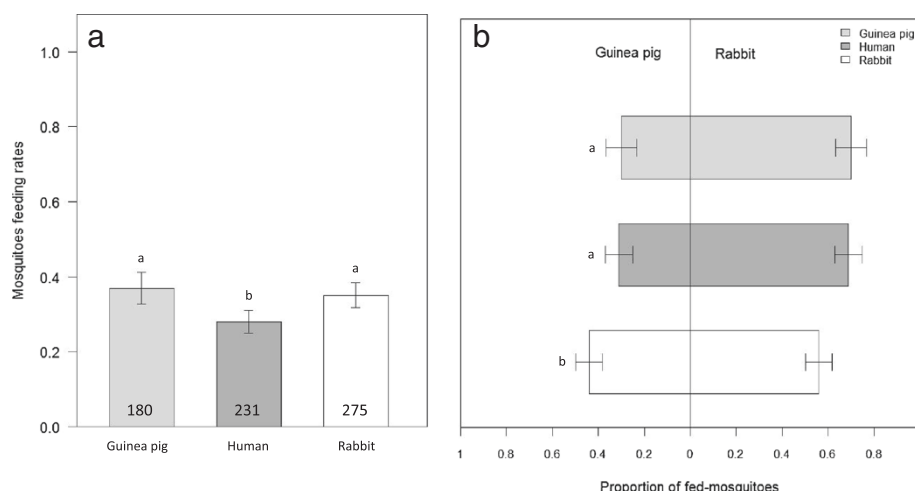 a
Mosquitoes feeding rates
1.0
0.8
0.6
0.4
0.2
0.0
a
b
a
180
231
275
Guinea pig
Human
Rabbit
b
Guinea pig
Rabbit
Guinea pig
Human
Rabbit
a
a
b
1 0.8 0.6 0.4 0.2 0 0.2 0.4 0.6 0.8
Proportion of fed-mosquitoes